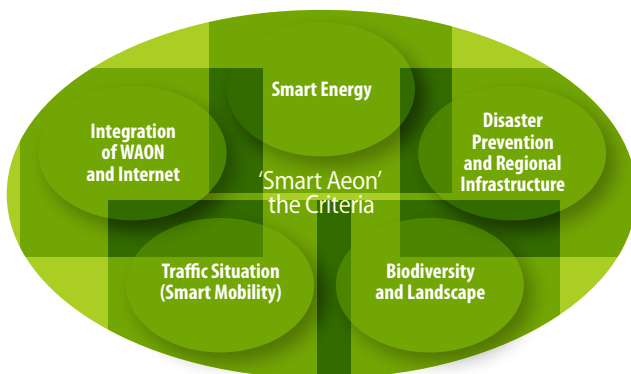 Smart Energy
Integration
of WAON
and Internet
Disaster
Prevention
and Regional
Infrastructure
'Smart Aeon'
the Criteria
Traffic Situation
(Smart Mobility)
Biodiversity
and Landscape